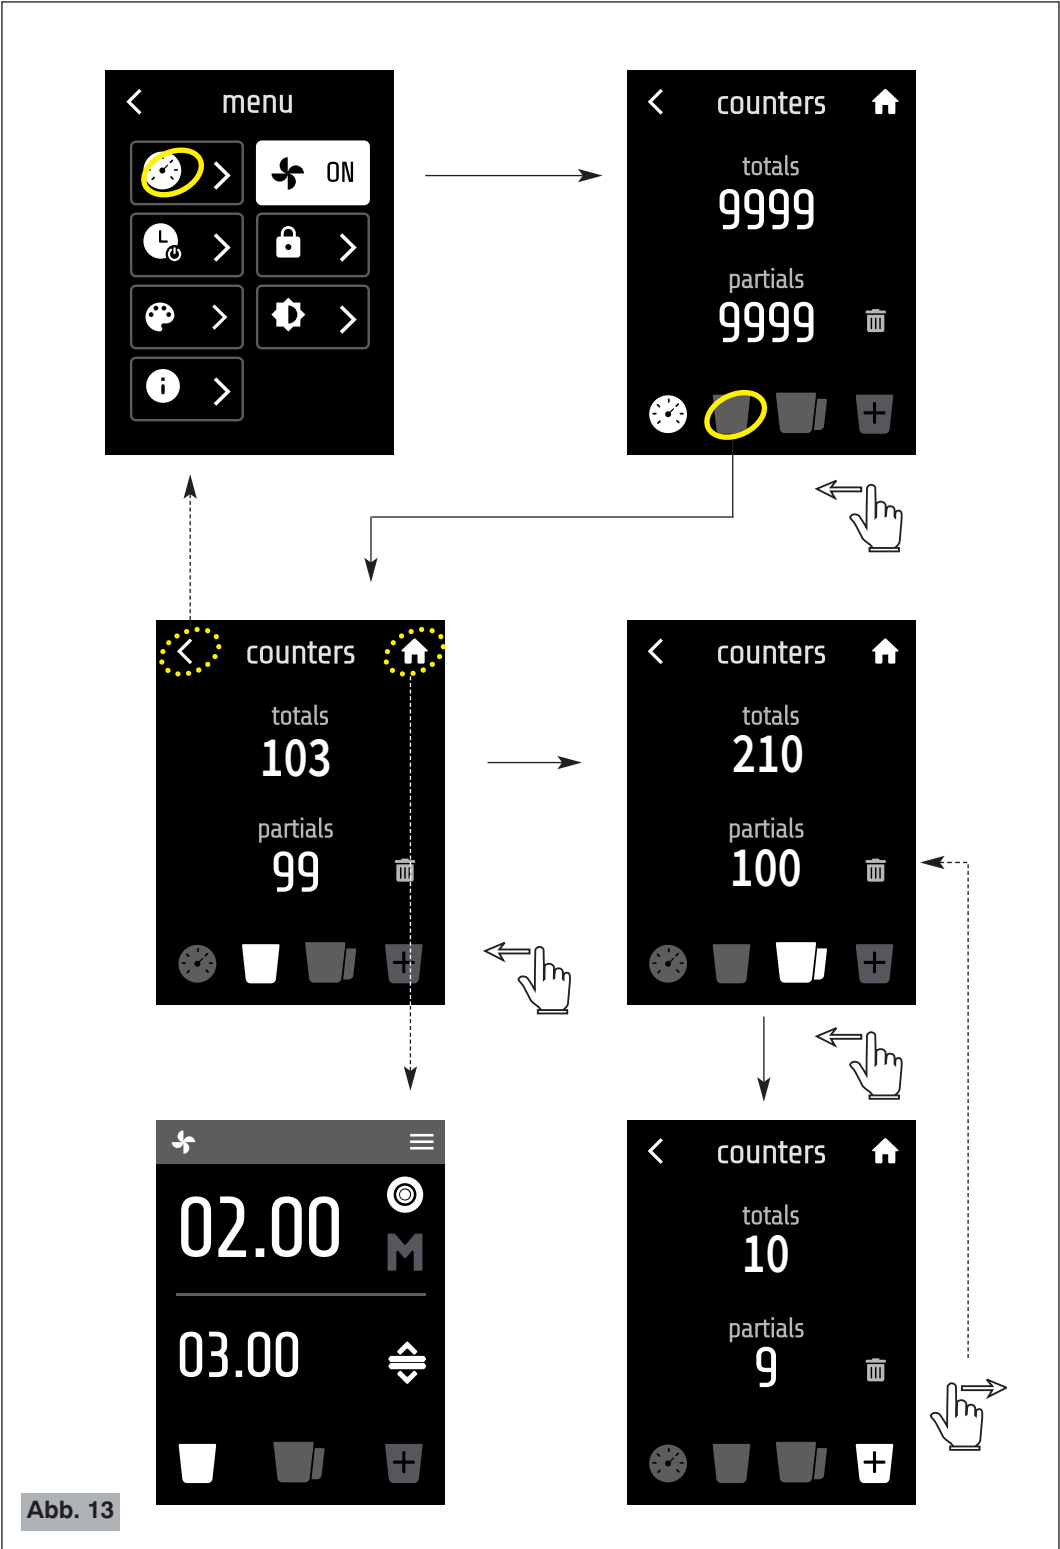 menu
ON
counters
totals
9999
partials
9999
counters
totals
103
partials
99
counters
totals
210
partials
100
02.00
M
03.00
counters
totals
10
partials
9
Abb. 13